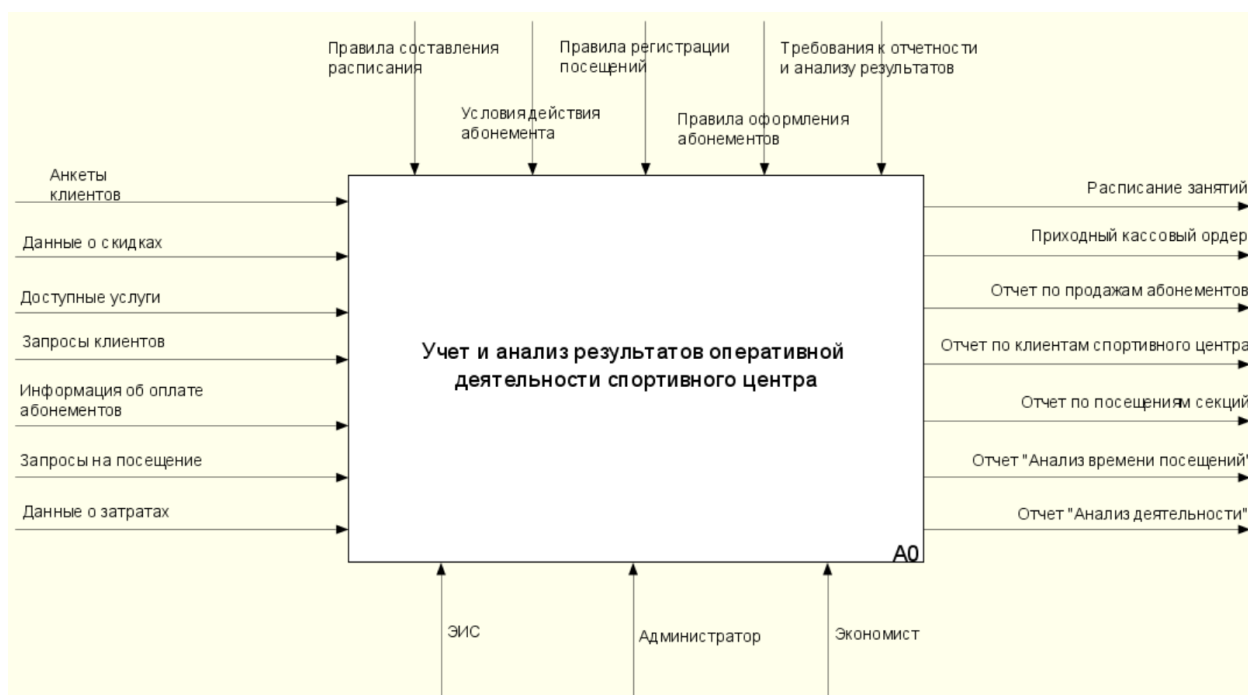 Правила составления
расписания
Правила регистрации
посещений
Требования к отчетности
и анализу результатов
Условия действия
абонемента
Правила оформления
абонементов
Анкеты
клиентов
Данные о скидках
Доступные услуги
Запросы клиентов
Информация об оплате
абонементов
Запросы на посещение
Данные о затратах
Учет и анализ результатов оперативной
деятельности спортивного центра
A0
Расписание занятий
Приходный кассовый ордер
Отчет по продажам абонементов
Отчет по клиентам спортивного центра
Отчет по посещениям секций
Отчет "Анализ времени посещений"
Отчет "Анализ деятельности"
ЭИС
Администратор
Экономист